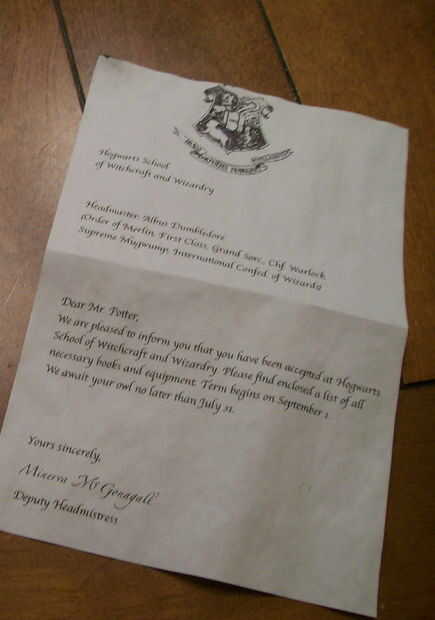 Hogwarts School
of Witchcraft and Wizardry
Headmaster: Albus Dumbledore
(Order of Merlin, First Class, Grand Sorc., Chf. Warlock,
Supreme Mugwump, International Confed. of Wizards)
Dear Mr. Potter,
We are pleased to inform you that you have been accepted at Hogwarts
School of Witchcraft and Wizardry. Please find enclosed a list of all
necessary books and equipment. Term begins on September 1.
We await your owl no later than July 31.
Yours sincerely,
Minerva McGonagall
Deputy Headmistress